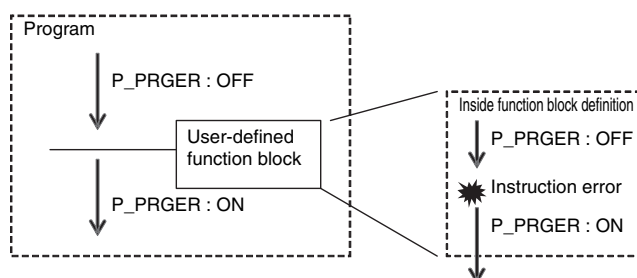 Program
P_PRGER : OFF
User-defined
function block
P_PRGER : ON
Inside function block definition
P_PRGER : OFF
Instruction error
P_PRGER : ON